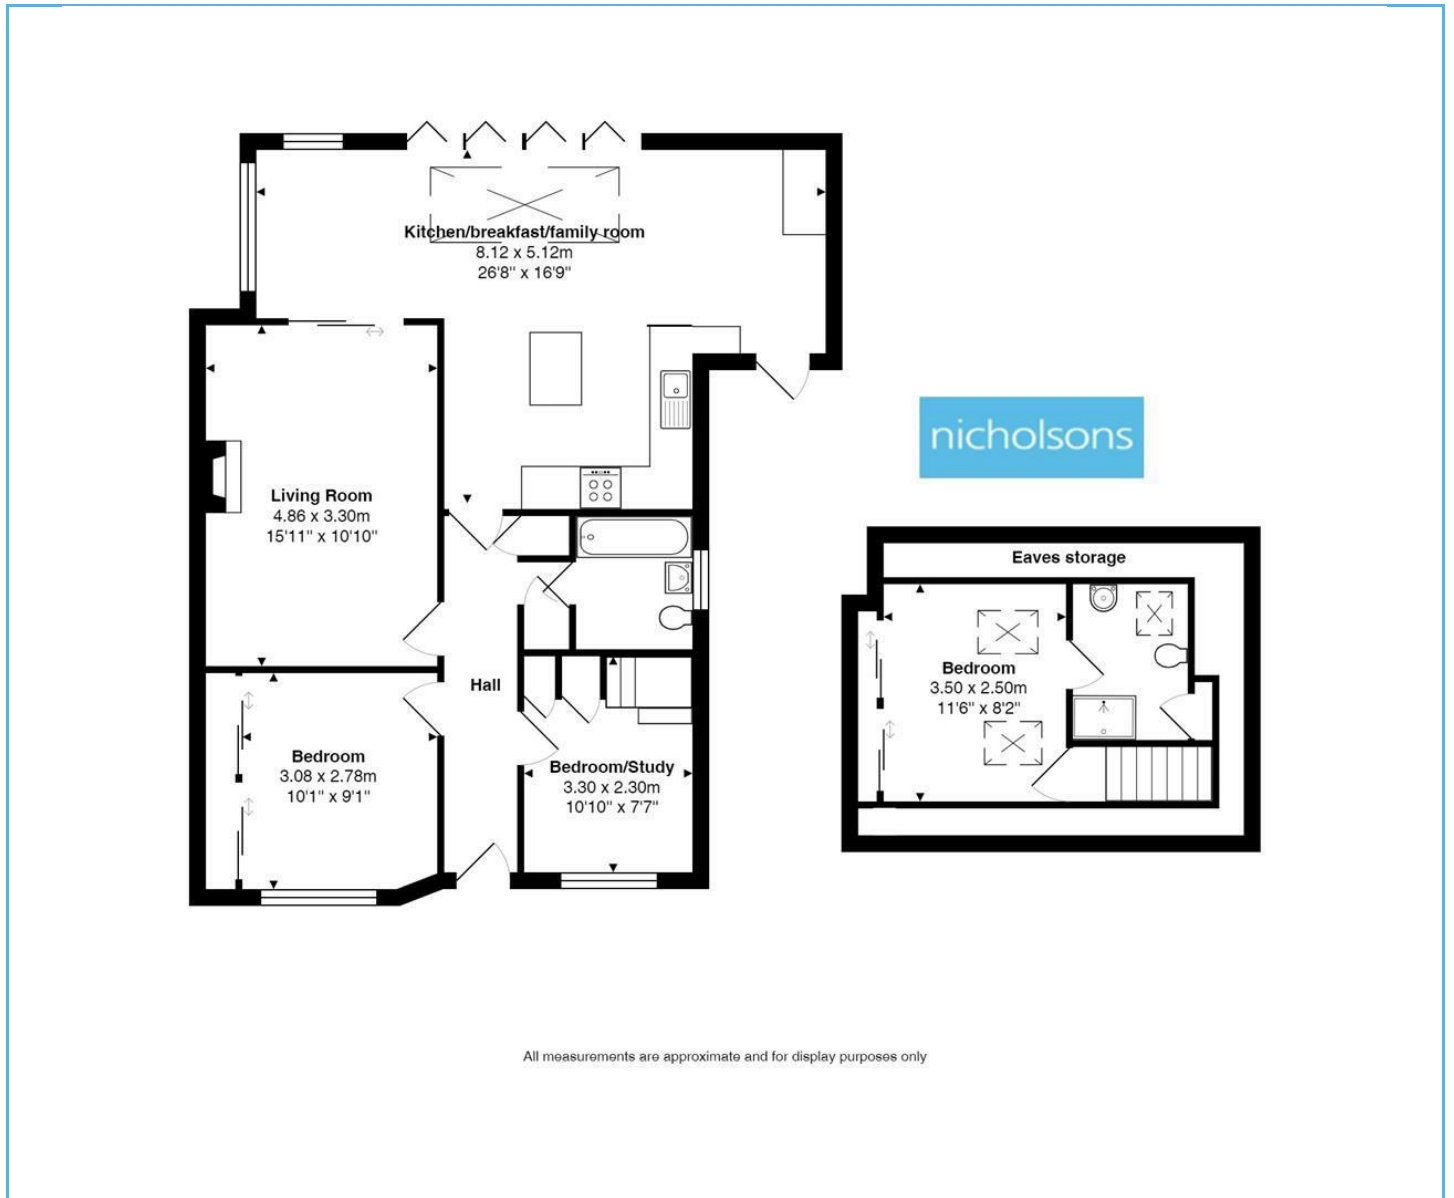 Kitchen/breakfast/family room
8.12 x 5.12m
26'8" x 16'9"
nicholsons
Living Room
4.86 x 3.30m
15'11" x 10'10"
Eaves storage
Bedroom
3.50 x 2.50m
11'6" x 8'2"
Hall
Bedroom
3.08 x 2.78m
10'1" x 9'1"
Bedroom/Study
3.30 x 2.30m
10'10" x 7'7"
All measurements are approximate and for display purposes only